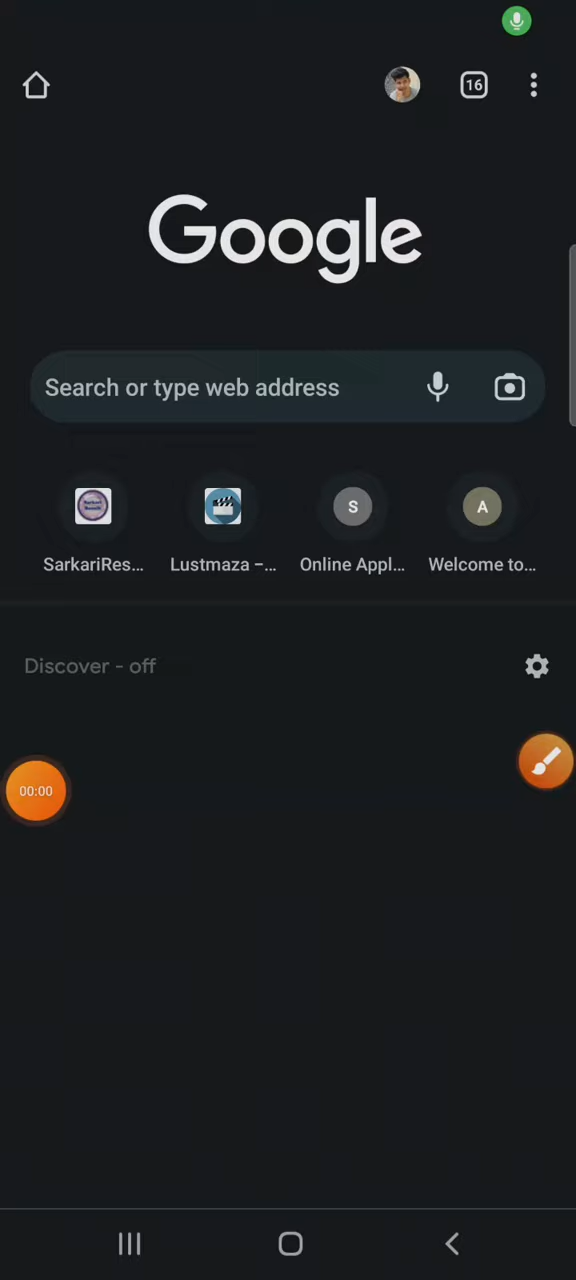 16
Google
Search or type web address
SarkariRes...
Lustmaza –...
S
Online Appl...
A
Welcome to...
Discover - off
00:00